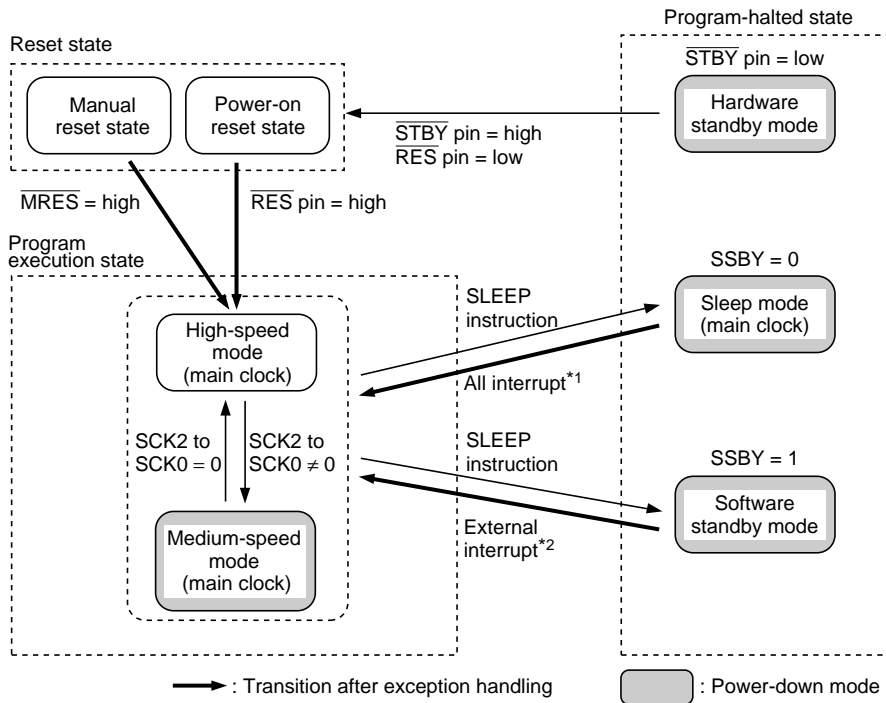 Program-halted state
Reset state
STBY pin = low
Manual
reset state
Power-on
reset state
Hardware
standby mode
STBY pin = high
RES pin = low
MRES = high
RES pin = high
Program
execution state
SSBY = 0
SLEEP
instruction
Sleep mode
(main clock)
High-speed
mode
(main clock)
All interrupt*1
SCK2 to
SCK0 = 0
SCK2 to
SCK0 ≠ 0
SLEEP
instruction
SSBY = 1
Software
standby mode
External
interrupt*2
Medium-speed
mode
(main clock)
: Transition after exception handling
: Power-down mode